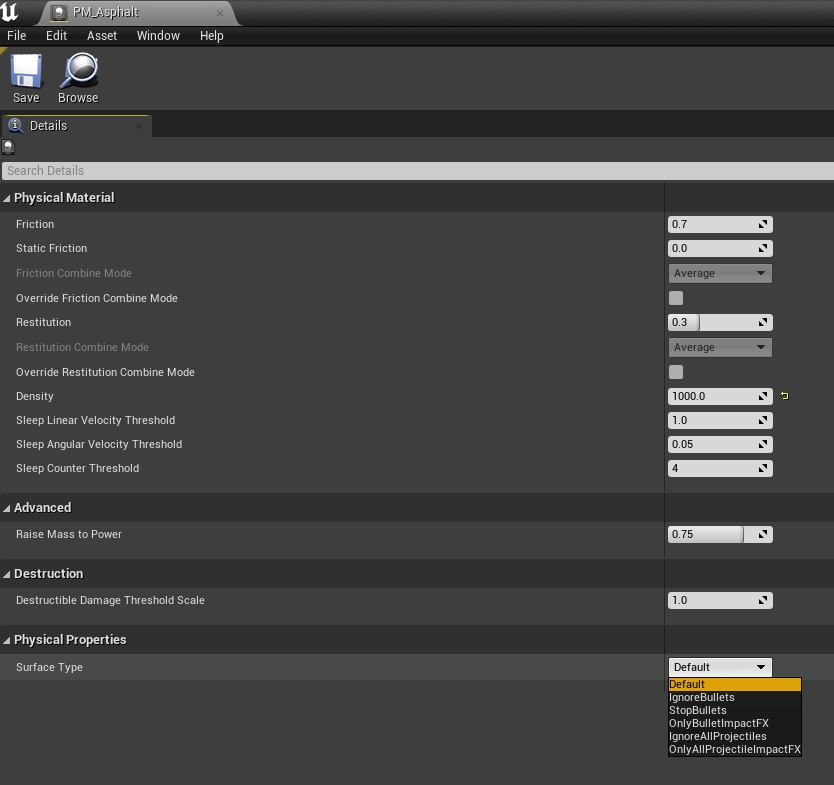 PM_Asphalt
File Edit Asset Window Help
Save Browse
Details
Search Details
Physical Material
Friction 0.7
Static Friction 0.0
Friction Combine Mode Average
Override Friction Combine Mode
Restitution 0.3
Restitution Combine Mode Average
Override Restitution Combine Mode
Density 1000.0
Sleep Linear Velocity Threshold 1.0
Sleep Angular Velocity Threshold 0.05
Sleep Counter Threshold 4
Advanced
Raise Mass to Power 0.75
Destruction
Destructible Damage Threshold Scale 1.0
Physical Properties
Surface Type Default
Default
IgnoreBullets
StopBullets
OnlyBulletImpactFX
IgnoreAllProjectiles
OnlyAllProjectileImpactFX